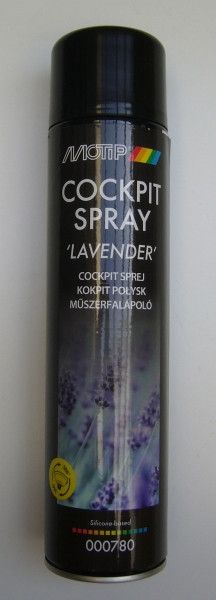 MOTIP
COCKPIT
SPRAY
'LAVENDER'
COCKPIT SPREJ
KOKPIT POŁYSK
MŰSZERFALÁPOLÓ
Silicone-based
000780